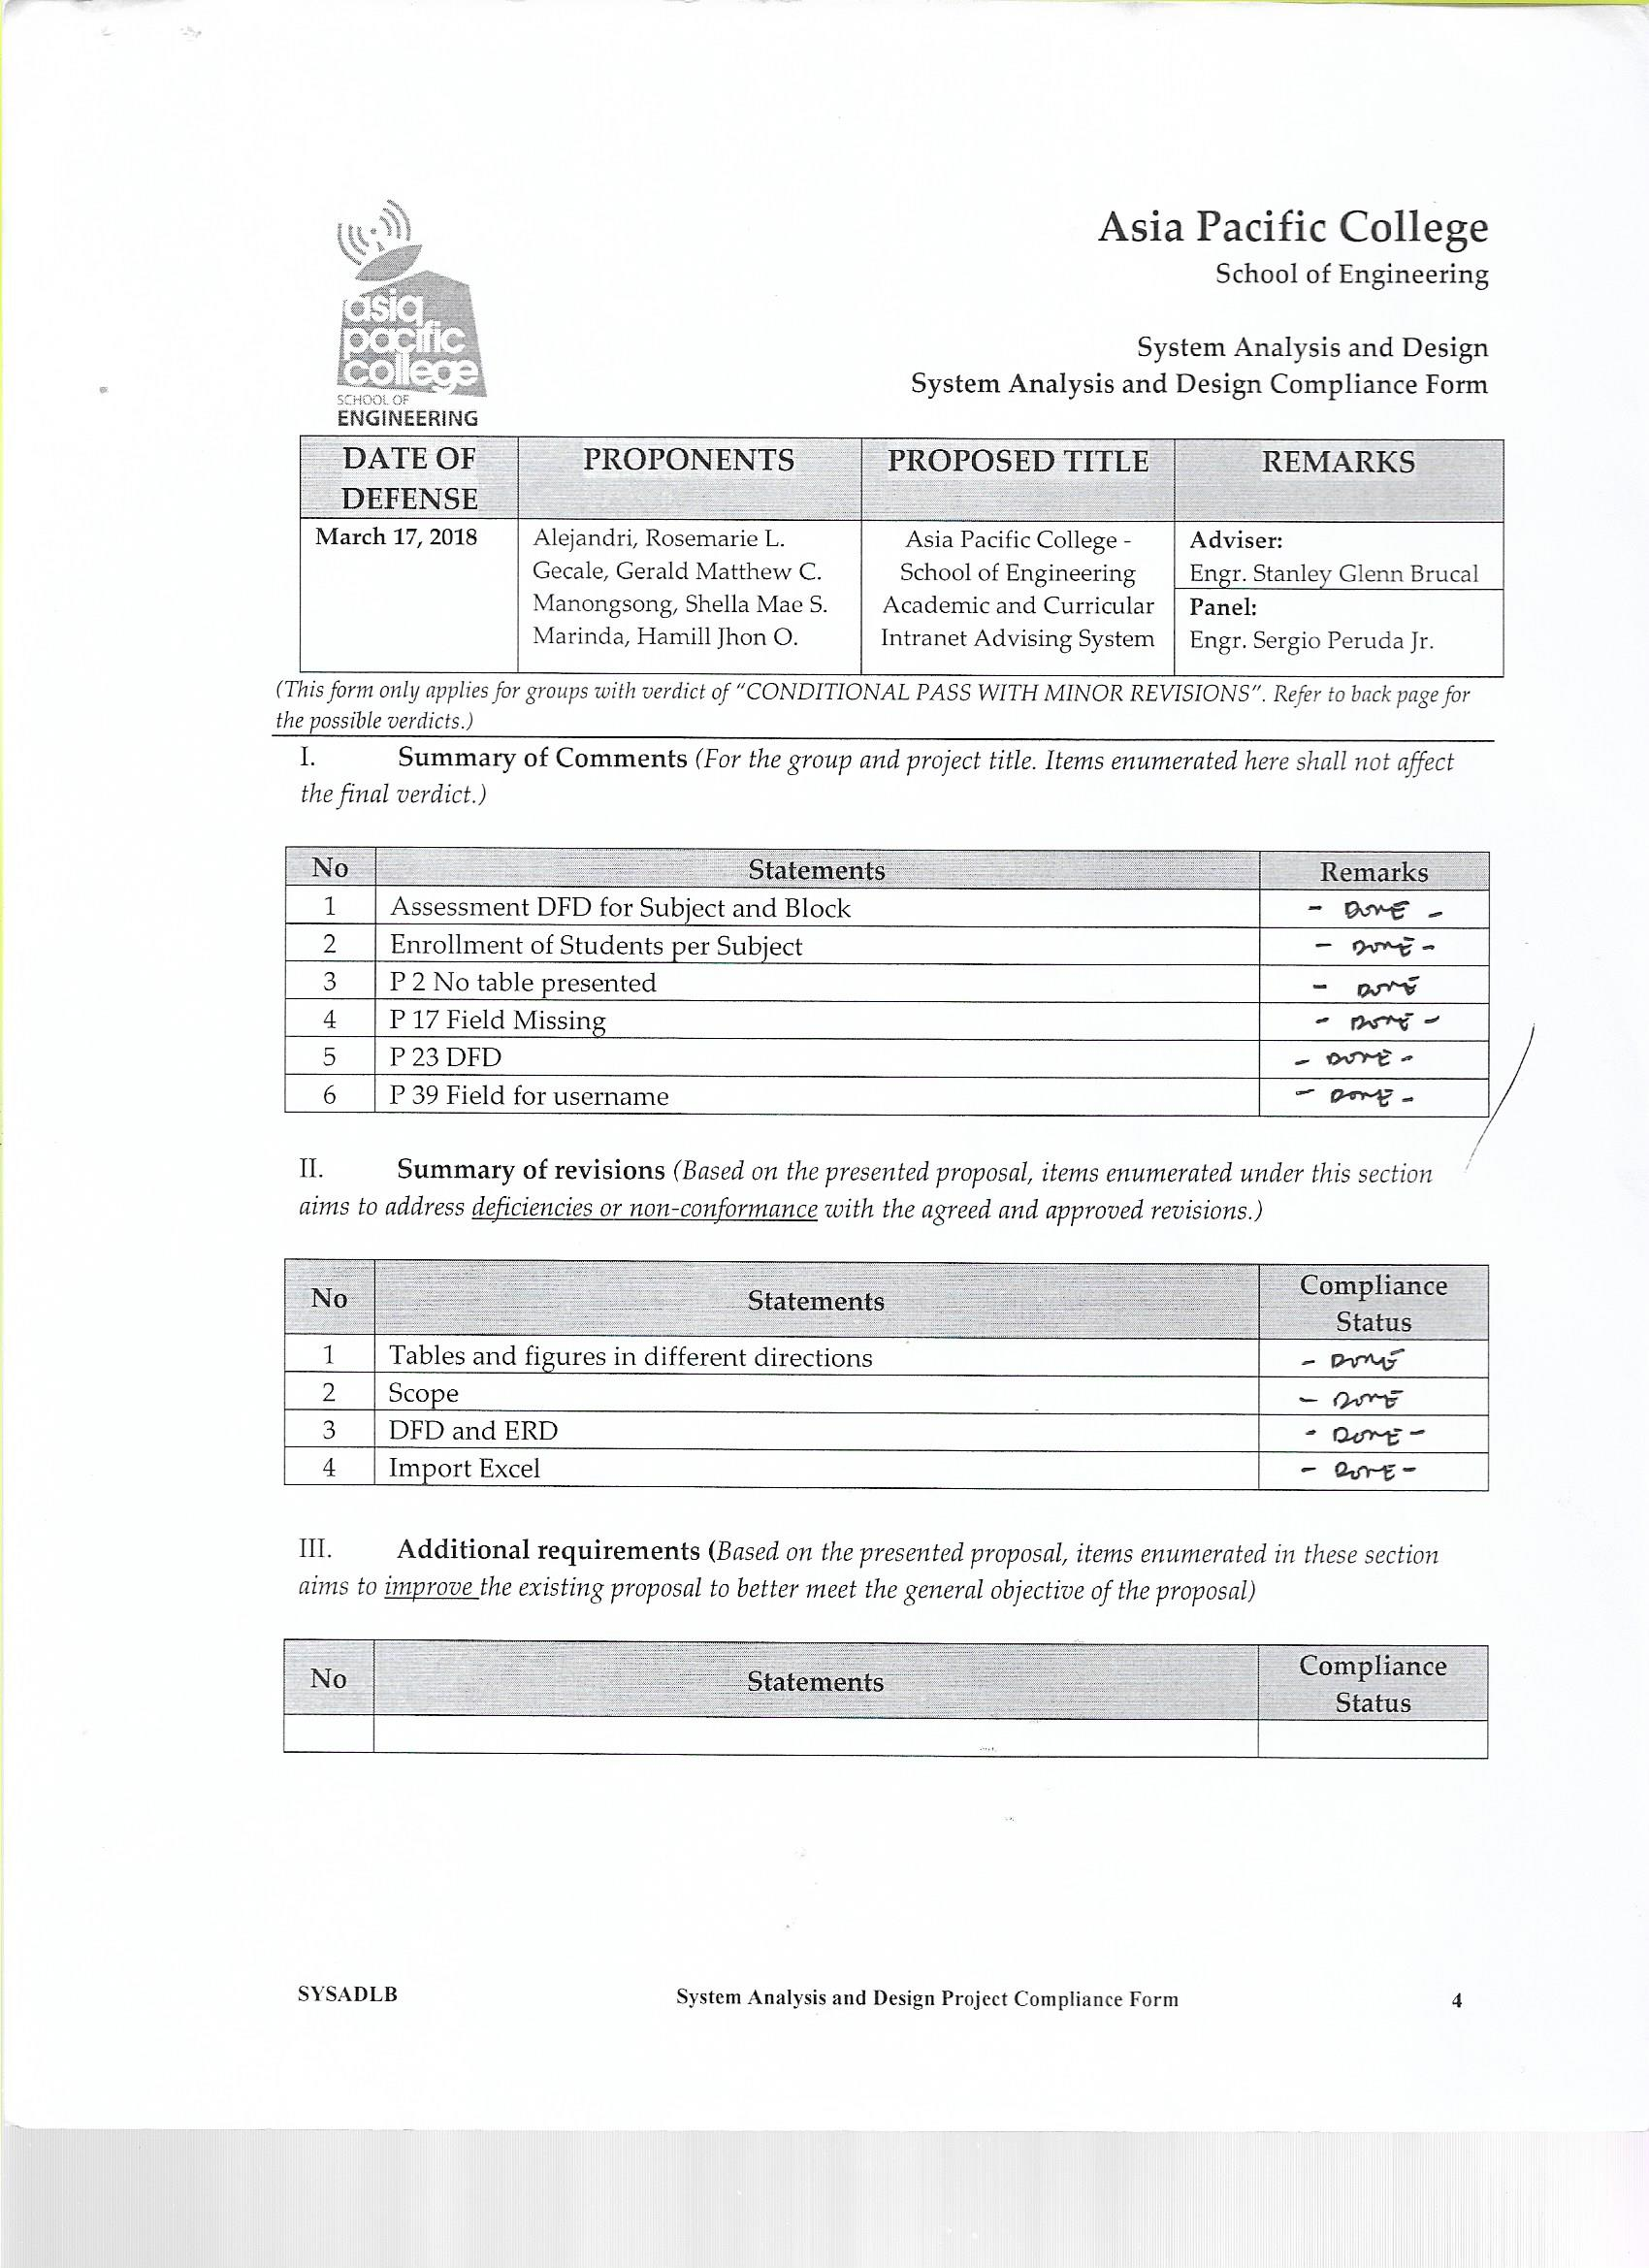 asia
pacific
college
SCHOOL OF
ENGINEERING
Asia Pacific College
School of Engineering
System Analysis and Design
System Analysis and Design Compliance Form
DATE OF DEFENSE PROPONENTS PROPOSED TITLE REMARKS
March 17, 2018
Alejandri, Rosemarie L.
Gecale, Gerald Matthew C.
Manongsong, Shella Mae S.
Marinda, Hamill Jhon O.
Asia Pacific College -
School of Engineering
Academic and Curricular
Intranet Advising System
Adviser:
Engr. Stanley Glenn Brucal
Panel:
Engr. Sergio Peruda Jr.
(This form only applies for groups with verdict of "CONDITIONAL PASS WITH MINOR REVISIONS". Refer to back page for
the possible verdicts.)
I. Summary of Comments (For the group and project title. Items enumerated here shall not affect
the final verdict.)
No Statements Remarks
1 Assessment DFD for Subject and Block - DONE -
2 Enrollment of Students per Subject - DONE -
3 P 2 No table presented - DONE
4 P 17 Field Missing - DONE -
5 P 23 DFD - DONE -
6 P 39 Field for username - DONE -
II. Summary of revisions (Based on the presented proposal, items enumerated under this section
aims to address deficiencies or non-conformance with the agreed and approved revisions.)
No Statements Compliance Status
1 Tables and figures in different directions - DONE
2 Scope - DONE
3 DFD and ERD - DONE -
4 Import Excel - DONE -
III. Additional requirements (Based on the presented proposal, items enumerated in these section
aims to improve the existing proposal to better meet the general objective of the proposal)
No Statements Compliance Status
SYSADLB System Analysis and Design Project Compliance Form 4